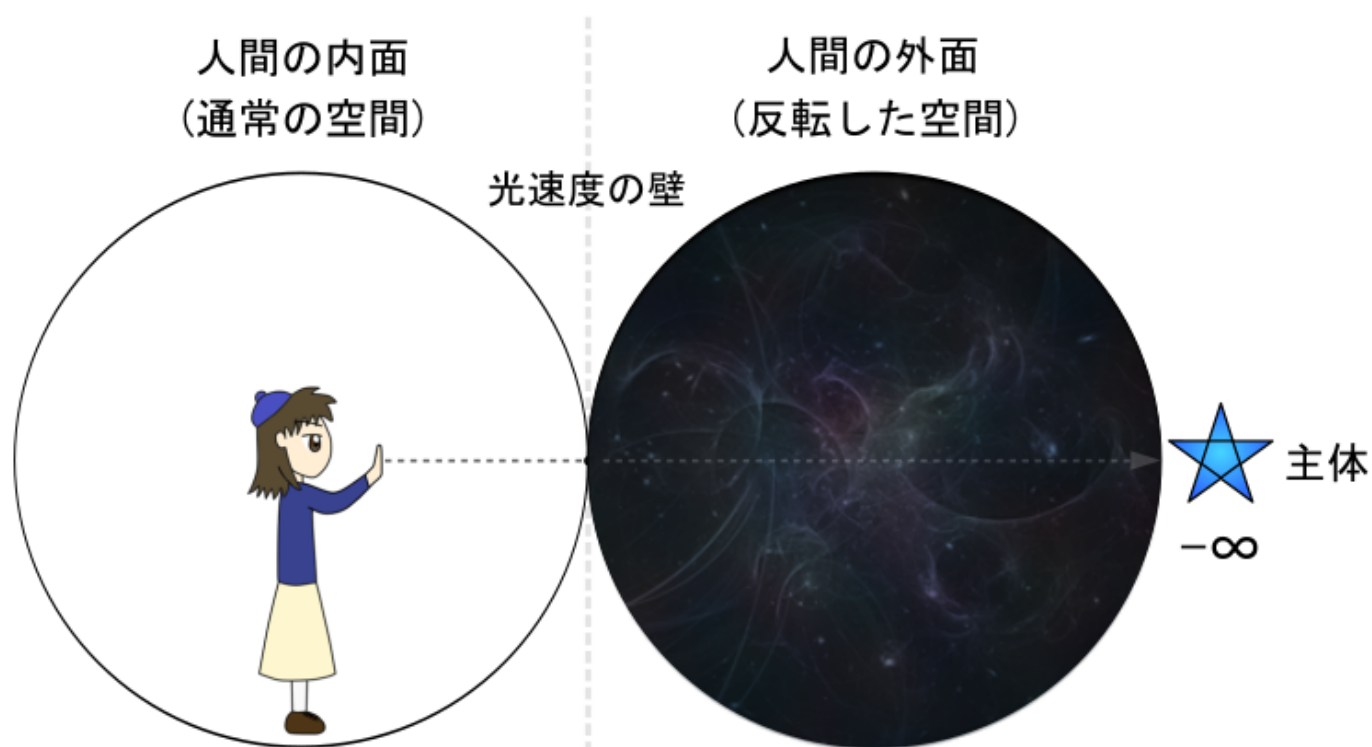 人間の内面
(通常の空間)
人間の外面
(反転した空間)
光速度の壁
主体
−∞